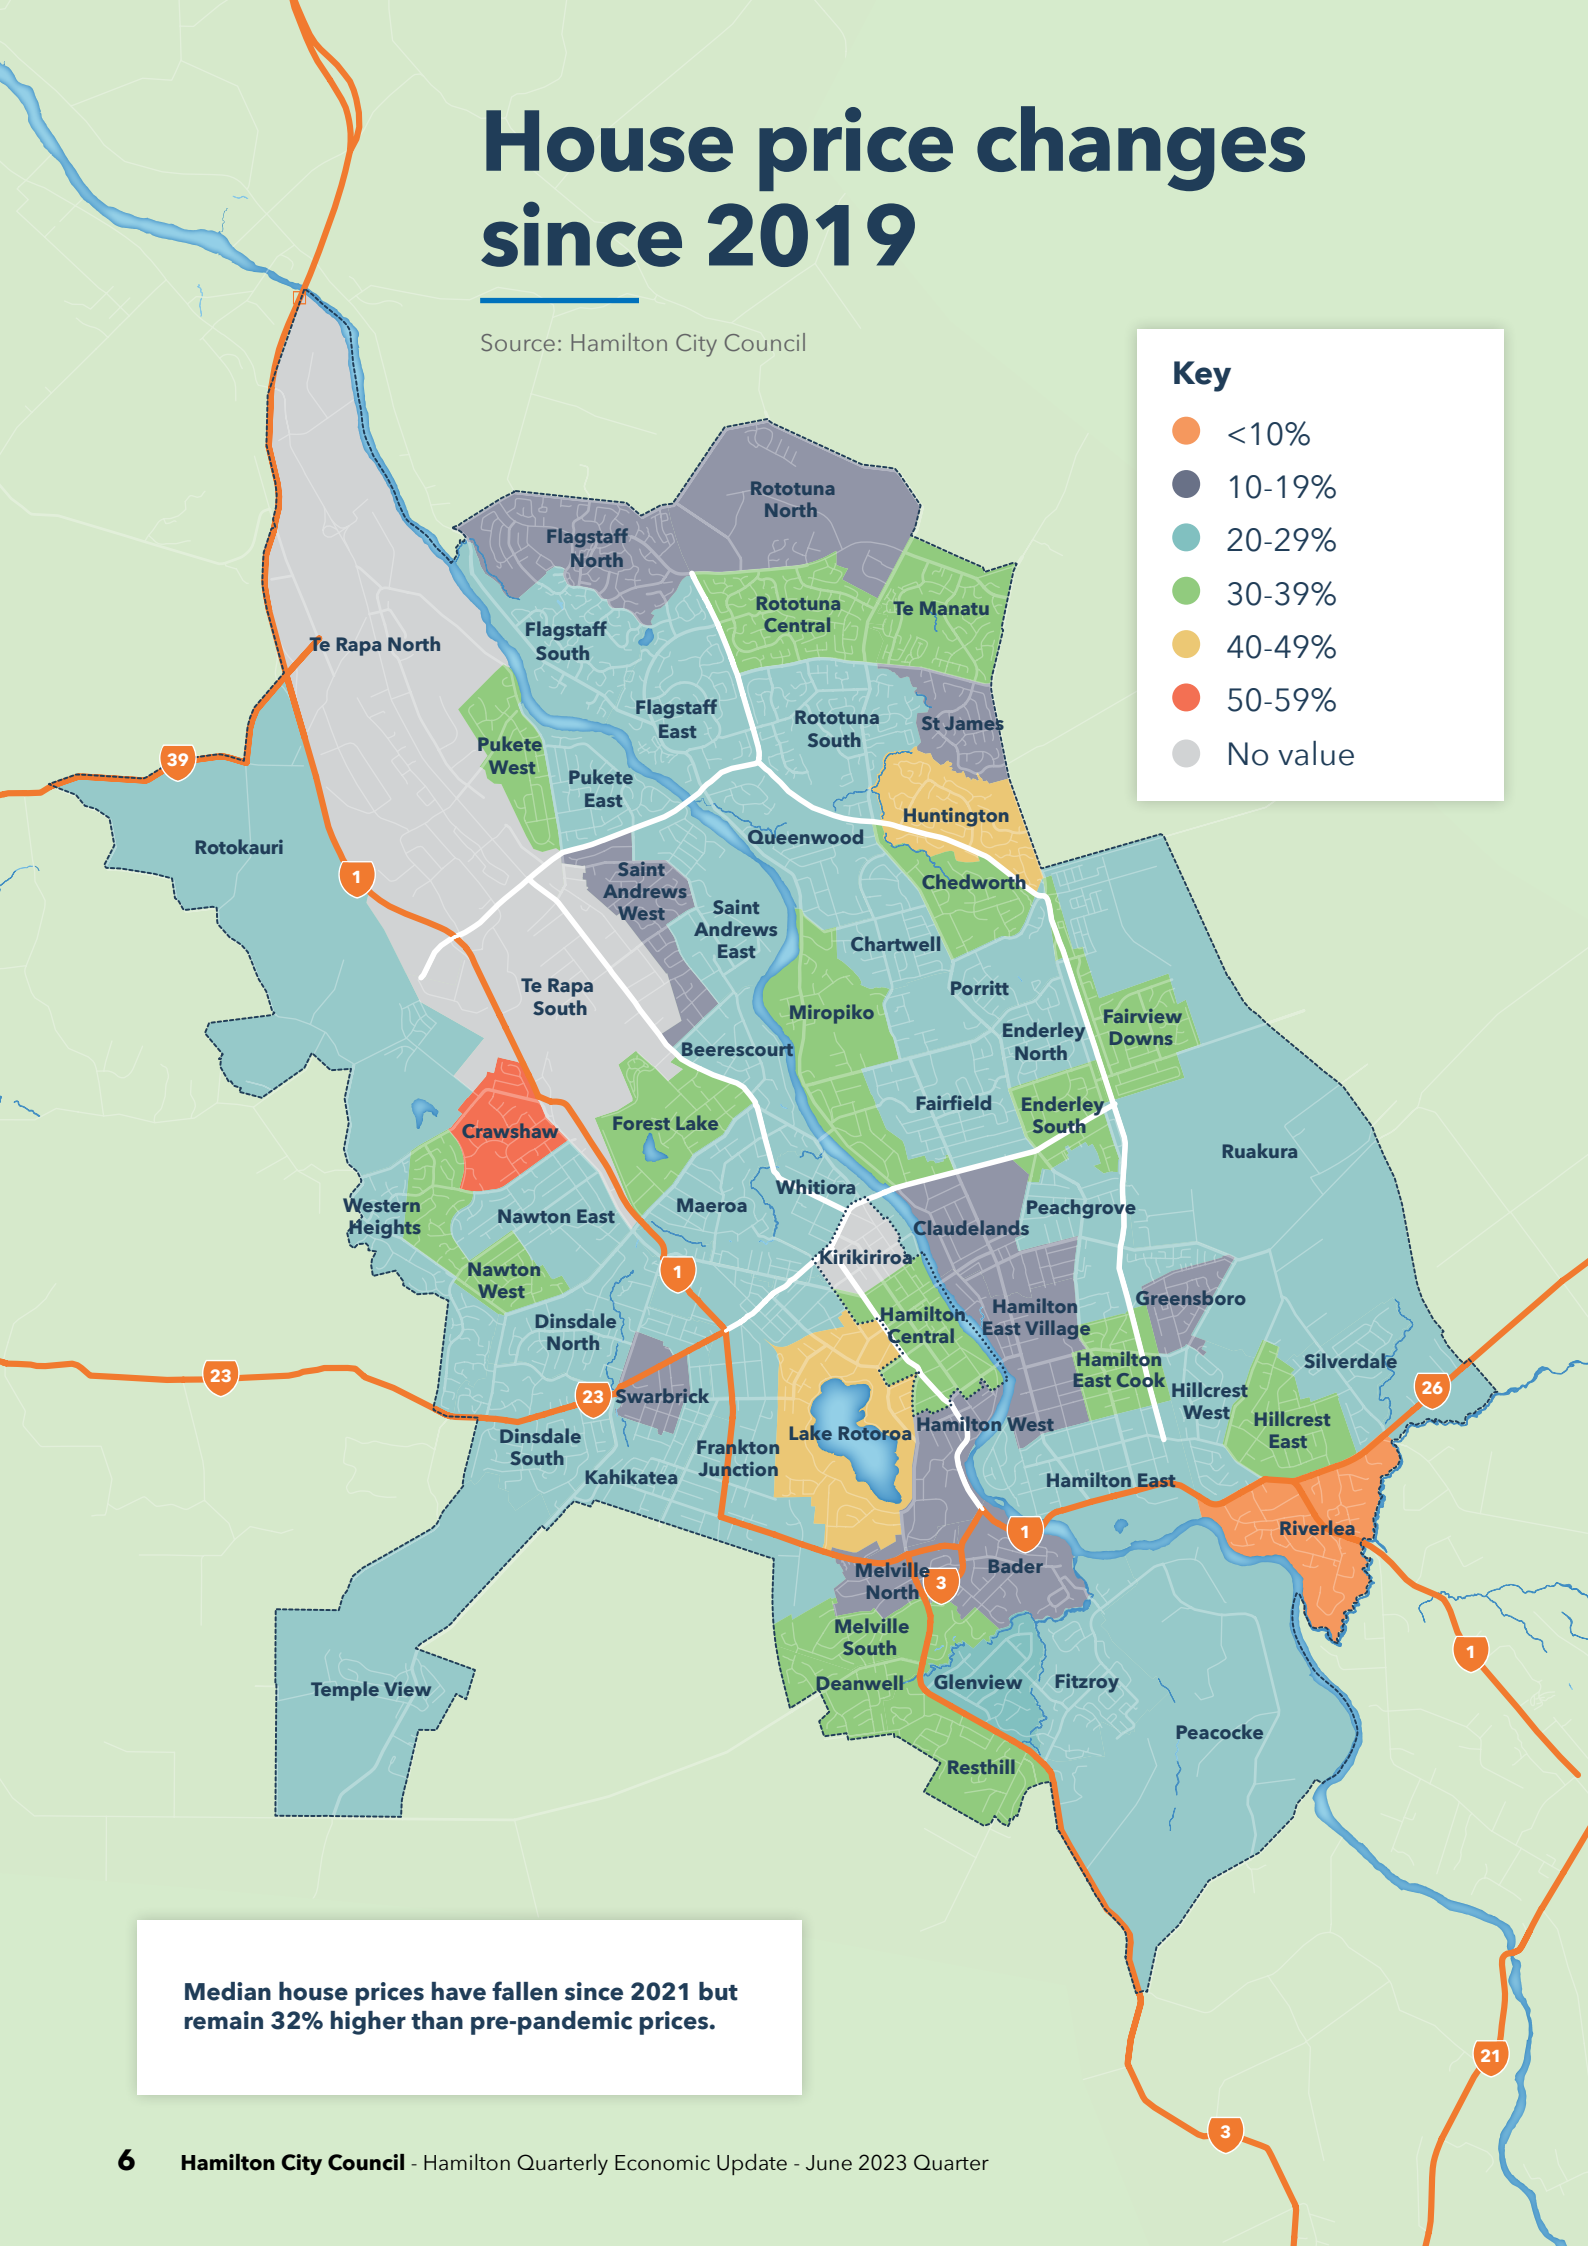 House price changes
since 2019
Source: Hamilton City Council
Key
<10%
10-19%
20-29%
30-39%
40-49%
50-59%
No value
Rototuna
North
Flagstaff
North
Rototuna
Central
Te Manatu
Flagstaff
South
Te Rapa North
Flagstaff
East
Rototuna
South
St James
Pukete
West
39
Pukete
East
Huntington
Queenwood
Rotokauri
1
Saint
Andrews
West
Chedworth
Saint
Andrews
East
Chartwell
Te Rapa
South
Porritt
Miropiko
Fairview
Downs
Enderley
North
Beerescourt
Fairfield
Enderley
South
Forest Lake
Crawshaw
Ruakura
Whitiora
Western
Heights
Maeroa
Peachgrove
Nawton East
Claudelands
Kirikiriroa
Nawton
West
1
Greensboro
Hamilton
East Village
Hamilton
Central
Dinsdale
North
Hamilton
East Cook
Silverdale
23
23
Swarbrick
26
Hillcrest
West
Hillcrest
East
Hamilton West
Lake Rotoroa
Dinsdale
South
Frankton
Junction
Kahikatea
Hamilton East
Riverlea
1
Bader
Melville
North
3
Melville
South
1
Deanwell
Glenview
Fitzroy
Temple View
Peacocke
Resthill
Median house prices have fallen since 2021 but
remain 32% higher than pre-pandemic prices.
21
3
6 Hamilton City Council - Hamilton Quarterly Economic Update - June 2023 Quarter